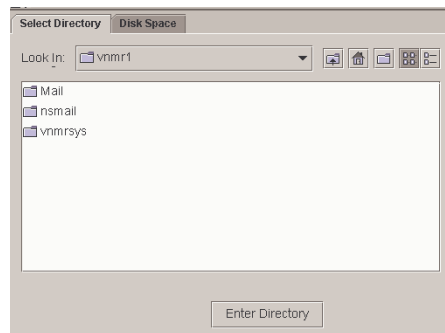 Select Directory Disk Space
Look In: vnmr1
Mail
nsmail
vnmrsys
Enter Directory